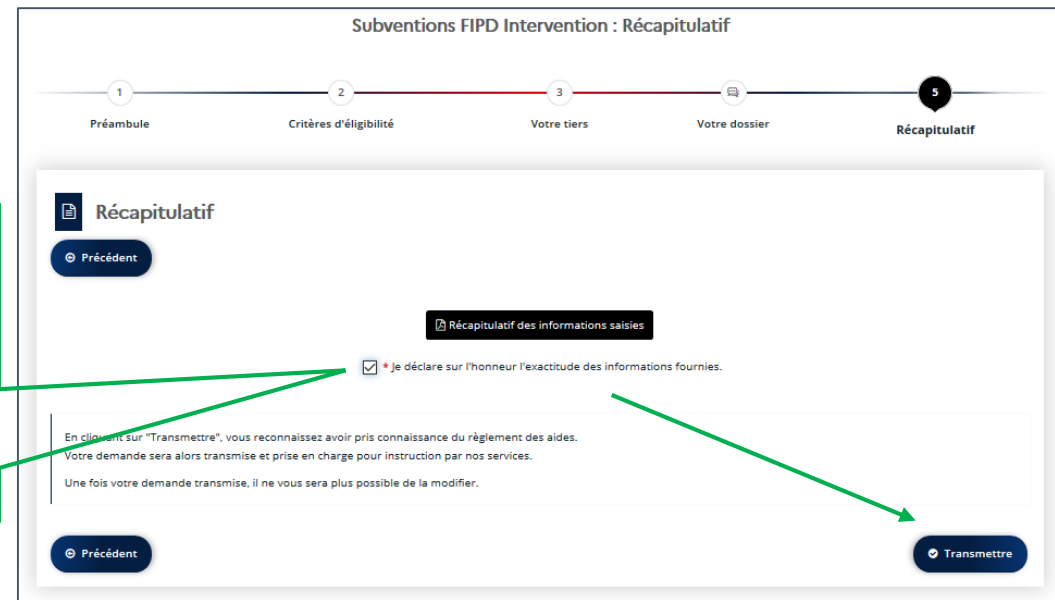 Subventions FIPD Intervention : Récapitulatif
1
2
3
5
Préambule
Critères d'éligibilité
Votre tiers
Votre dossier
Récapitulatif
Récapitulatif
Précédent
Récapitulatif des informations saisies
* Je déclare sur l'honneur l'exactitude des informations fournies.
En cliquant sur "Transmettre", vous reconnaissez avoir pris connaissance du règlement des aides.
Votre demande sera alors transmise et prise en charge pour instruction par nos services.
Une fois votre demande transmise, il ne vous sera plus possible de la modifier.
Précédent
Transmettre